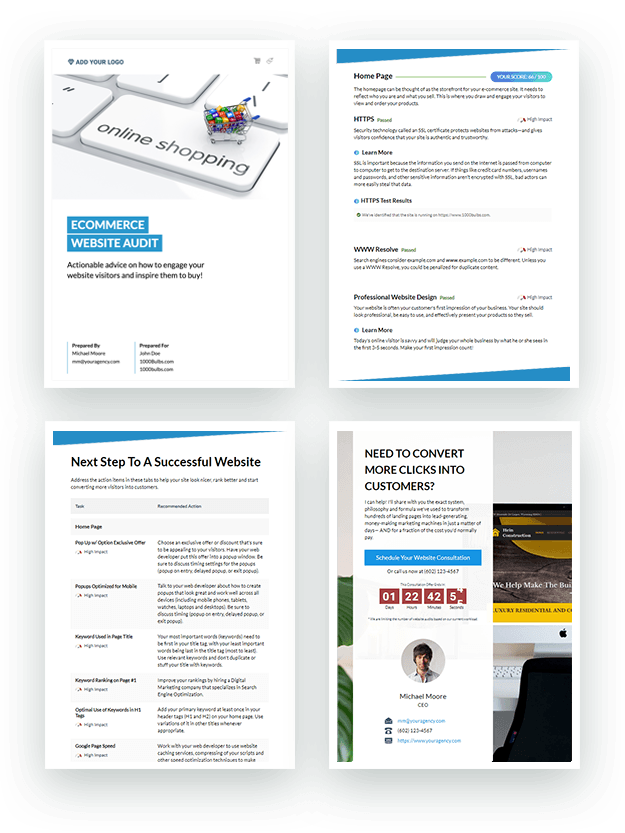 ADD YOUR LOGO
online shopping
ECOMMERCE
WEBSITE AUDIT
Actionable advice on how to engage your
website visitors and inspire them to buy!
Prepared By
Michael Moore
mm@youragency.com
Prepared For
John Doe
1000Bulbs.com
1000bulbs.com
Home Page
YOUR SCORE: 66 / 100
The homepage can be thought of as the storefront for your e-commerce site. It needs to
reflect who you are and what you sell. This is where you draw and engage your visitors to
view and order your products.
HTTPS Passed
High Impact
Security technology called an SSL certificate protects websites from attacks—and gives
visitors confidence that your site is authentic and trustworthy.
Learn More
SSL is important because the information you send on the Internet is passed from computer
to computer to get to the destination server. If things like credit card numbers, usernames
and passwords, and other sensitive information aren't encrypted with SSL, bad actors can
more easily steal that data.
HTTPS Test Results
We've identified that the site is running on https://www.1000bulbs.com.
WWW Resolve Passed
High Impact
Search engines consider example.com and www.example.com to be different. Unless you
use a WWW Resolve, you could be penalized for duplicate content.
Professional Website Design Passed
High Impact
Your website is often your customer's first impression of your business. Your site should
look professional, be easy to use, and effectively present your products so they sell.
Learn More
Today's online visitor is savvy and will judge your whole business by what he or she sees in
the first 3-5 seconds. Make your first impression count!
Next Step To A Successful Website
Address the action items in these tabs to help your site look nicer, rank better and start
converting more visitors into customers.
Task
Recommended Action
Home Page
Pop Up w/ Option Exclusive Offer
High Impact
Choose an exclusive offer or discount that's sure
to be appealing to your visitors. Have your web
developer put this offer into a popup window. Be
sure to discuss timing settings for the popups
(popup on entry, delayed popup, or exit popup).
Popups Optimized for Mobile
High Impact
Talk to your web developer about how to create
popups that look great and work well across all
devices (including mobile phones, tablets,
watches, laptops and desktops). Be sure to
discuss timing (popup on entry, delayed popup, or
exit popup).
Keyword Used in Page Title
High Impact
Your most important words (keywords) need to
be first in your title tag, with your least important
words being last in the title tag (most to least).
Use relevant keywords and don't duplicate or
stuff your title with keywords.
Keyword Ranking on Page #1
High Impact
Improve your rankings by hiring a Digital
Marketing company that specializes in Search
Engine Optimization.
Optimal Use of Keywords in H1
Tags
High Impact
Add your primary keyword at least once in your
header tags (H1 and H2) on your home page. Use
variations of it in other titles whenever
appropriate.
Google Page Speed
High Impact
Work with your web developer to use website
caching services, compressing of your scripts and
other speed optimization techniques to make
NEED TO CONVERT
MORE CLICKS INTO
CUSTOMERS?
I can help! I'll share with you the exact system,
philosophy and formula we've used to transform
hundreds of landing pages into lead-generating,
money-making marketing machines in just a matter of
days— AND for a fraction of the cost you'd normally
pay.
Schedule Your Website Consultation
Or call us now at (602) 123-4567
This Consultation Offer Ends In
01 22 42
Days Hours Minutes Seconds
* We are limiting the number of website audits based on our current workload
Michael Moore
CEO
mm@youragency.com
(602) 123-4567
https://www.youragency.com
Hein
Construction
We Help Make The Bui
LUXURY RESIDENTIAL AND CO